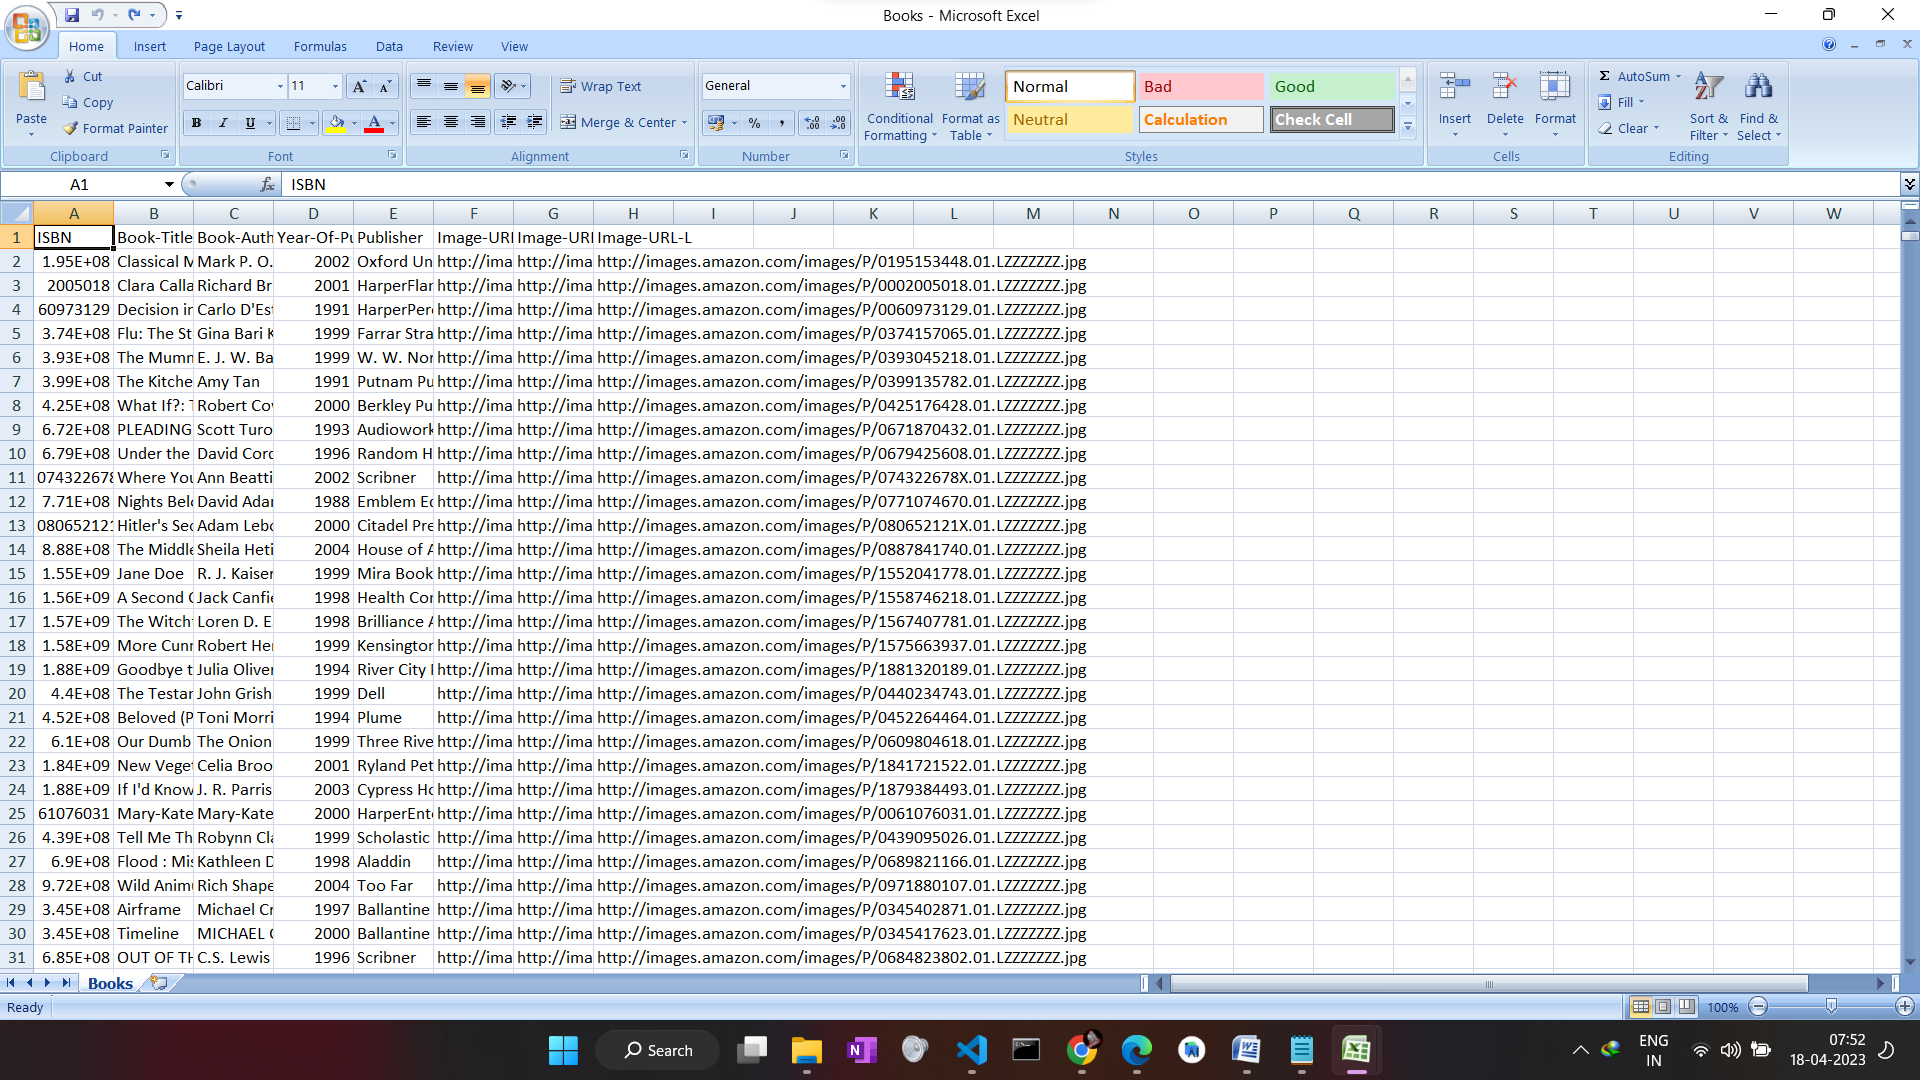 Books - Microsoft Excel
Home Insert Page Layout Formulas Data Review View
Cut
Copy
Format Painter
Paste
Clipboard
Calibri 11
B I U
Font
Wrap Text
Merge & Center
Alignment
General
% ,
Number
Conditional Formatting
Format as Table
Normal Bad Good
Neutral Calculation Check Cell
Styles
Insert Delete Format
Cells
Σ AutoSum
Fill
Clear
Sort & Filter
Find & Select
Editing
A1 fx ISBN
A B C D E F G H I J K L M N O P Q R S T U V W
1 ISBN Book-Title Book-Auth Year-Of-Pu Publisher Image-URL Image-URL Image-URL-L
2 1.95E+08 Classical M Mark P. O. 2002 Oxford Un http://ima http://ima http://images.amazon.com/images/P/0195153448.01.LZZZZZZZ.jpg
3 2005018 Clara Calla Richard Br 2001 HarperFlar http://ima http://ima http://images.amazon.com/images/P/0002005018.01.LZZZZZZZ.jpg
4 60973129 Decision in Carlo D'Est 1991 HarperPere http://ima http://ima http://images.amazon.com/images/P/0060973129.01.LZZZZZZZ.jpg
5 3.74E+08 Flu: The St Gina Bari K 1999 Farrar Stra http://ima http://ima http://images.amazon.com/images/P/0374157065.01.LZZZZZZZ.jpg
6 3.93E+08 The Mumm E. J. W. Ba 1999 W. W. Nor http://ima http://ima http://images.amazon.com/images/P/0393045218.01.LZZZZZZZ.jpg
7 3.99E+08 The Kitche Amy Tan 1991 Putnam Pu http://ima http://ima http://images.amazon.com/images/P/0399135782.01.LZZZZZZZ.jpg
8 4.25E+08 What If?: T Robert Cov 2000 Berkley Pu http://ima http://ima http://images.amazon.com/images/P/0425176428.01.LZZZZZZZ.jpg
9 6.72E+08 PLEADING Scott Turo 1993 Audiowork http://ima http://ima http://images.amazon.com/images/P/0671870432.01.LZZZZZZZ.jpg
10 6.79E+08 Under the David Cord 1996 Random H http://ima http://ima http://images.amazon.com/images/P/0679425608.01.LZZZZZZZ.jpg
11 074322678 Where You Ann Beatti 2002 Scribner http://ima http://ima http://images.amazon.com/images/P/074322678X.01.LZZZZZZZ.jpg
12 7.71E+08 Nights Belo David Adar 1988 Emblem Ed http://ima http://ima http://images.amazon.com/images/P/0771074670.01.LZZZZZZZ.jpg
13 080652121 Hitler's Sec Adam Lebo 2000 Citadel Pre http://ima http://ima http://images.amazon.com/images/P/080652121X.01.LZZZZZZZ.jpg
14 8.88E+08 The Middle Sheila Heti 2004 House of A http://ima http://ima http://images.amazon.com/images/P/0887841740.01.LZZZZZZZ.jpg
15 1.55E+09 Jane Doe R. J. Kaiser 1999 Mira Book http://ima http://ima http://images.amazon.com/images/P/1552041778.01.LZZZZZZZ.jpg
16 1.56E+09 A Second C Jack Canfie 1998 Health Cor http://ima http://ima http://images.amazon.com/images/P/1558746218.01.LZZZZZZZ.jpg
17 1.57E+09 The Witchf Loren D. E 1998 Brilliance A http://ima http://ima http://images.amazon.com/images/P/1567407781.01.LZZZZZZZ.jpg
18 1.58E+09 More Cunn Robert Her 1999 Kensington http://ima http://ima http://images.amazon.com/images/P/1575663937.01.LZZZZZZZ.jpg
19 1.88E+09 Goodbye t Julia Oliver 1994 River City I http://ima http://ima http://images.amazon.com/images/P/1881320189.01.LZZZZZZZ.jpg
20 4.4E+08 The Testar John Grish 1999 Dell http://ima http://ima http://images.amazon.com/images/P/0440234743.01.LZZZZZZZ.jpg
21 4.52E+08 Beloved (P Toni Morri 1994 Plume http://ima http://ima http://images.amazon.com/images/P/0452264464.01.LZZZZZZZ.jpg
22 6.1E+08 Our Dumb The Onion 1999 Three Rive http://ima http://ima http://images.amazon.com/images/P/0609804618.01.LZZZZZZZ.jpg
23 1.84E+09 New Veget Celia Broo 2001 Ryland Pet http://ima http://ima http://images.amazon.com/images/P/1841721522.01.LZZZZZZZ.jpg
24 1.88E+09 If I'd Know J. R. Parris 2003 Cypress Ho http://ima http://ima http://images.amazon.com/images/P/1879384493.01.LZZZZZZZ.jpg
25 61076031 Mary-Kate Mary-Kate 2000 HarperEnte http://ima http://ima http://images.amazon.com/images/P/0061076031.01.LZZZZZZZ.jpg
26 4.39E+08 Tell Me Th Robynn Cla 1999 Scholastic http://ima http://ima http://images.amazon.com/images/P/0439095026.01.LZZZZZZZ.jpg
27 6.9E+08 Flood : Mis Kathleen D 1998 Aladdin http://ima http://ima http://images.amazon.com/images/P/0689821166.01.LZZZZZZZ.jpg
28 9.72E+08 Wild Anim Rich Shape 2004 Too Far http://ima http://ima http://images.amazon.com/images/P/0971880107.01.LZZZZZZZ.jpg
29 3.45E+08 Airframe Michael Cr 1997 Ballantine http://ima http://ima http://images.amazon.com/images/P/0345402871.01.LZZZZZZZ.jpg
30 3.45E+08 Timeline MICHAEL C 2000 Ballantine http://ima http://ima http://images.amazon.com/images/P/0345417623.01.LZZZZZZZ.jpg
31 6.85E+08 OUT OF TH C.S. Lewis 1996 Scribner http://ima http://ima http://images.amazon.com/images/P/0684823802.01.LZZZZZZZ.jpg
Books
Ready 100%
Search
ENG
IN
07:52
18-04-2023